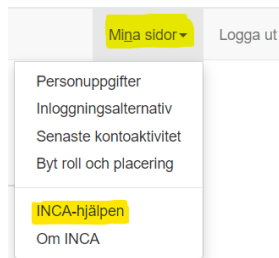 Mina sidor Logga ut
Personuppgifter
Inloggningsalternativ
Senaste kontoaktivitet
Byt roll och placering
INCA-hjälpen
Om INCA